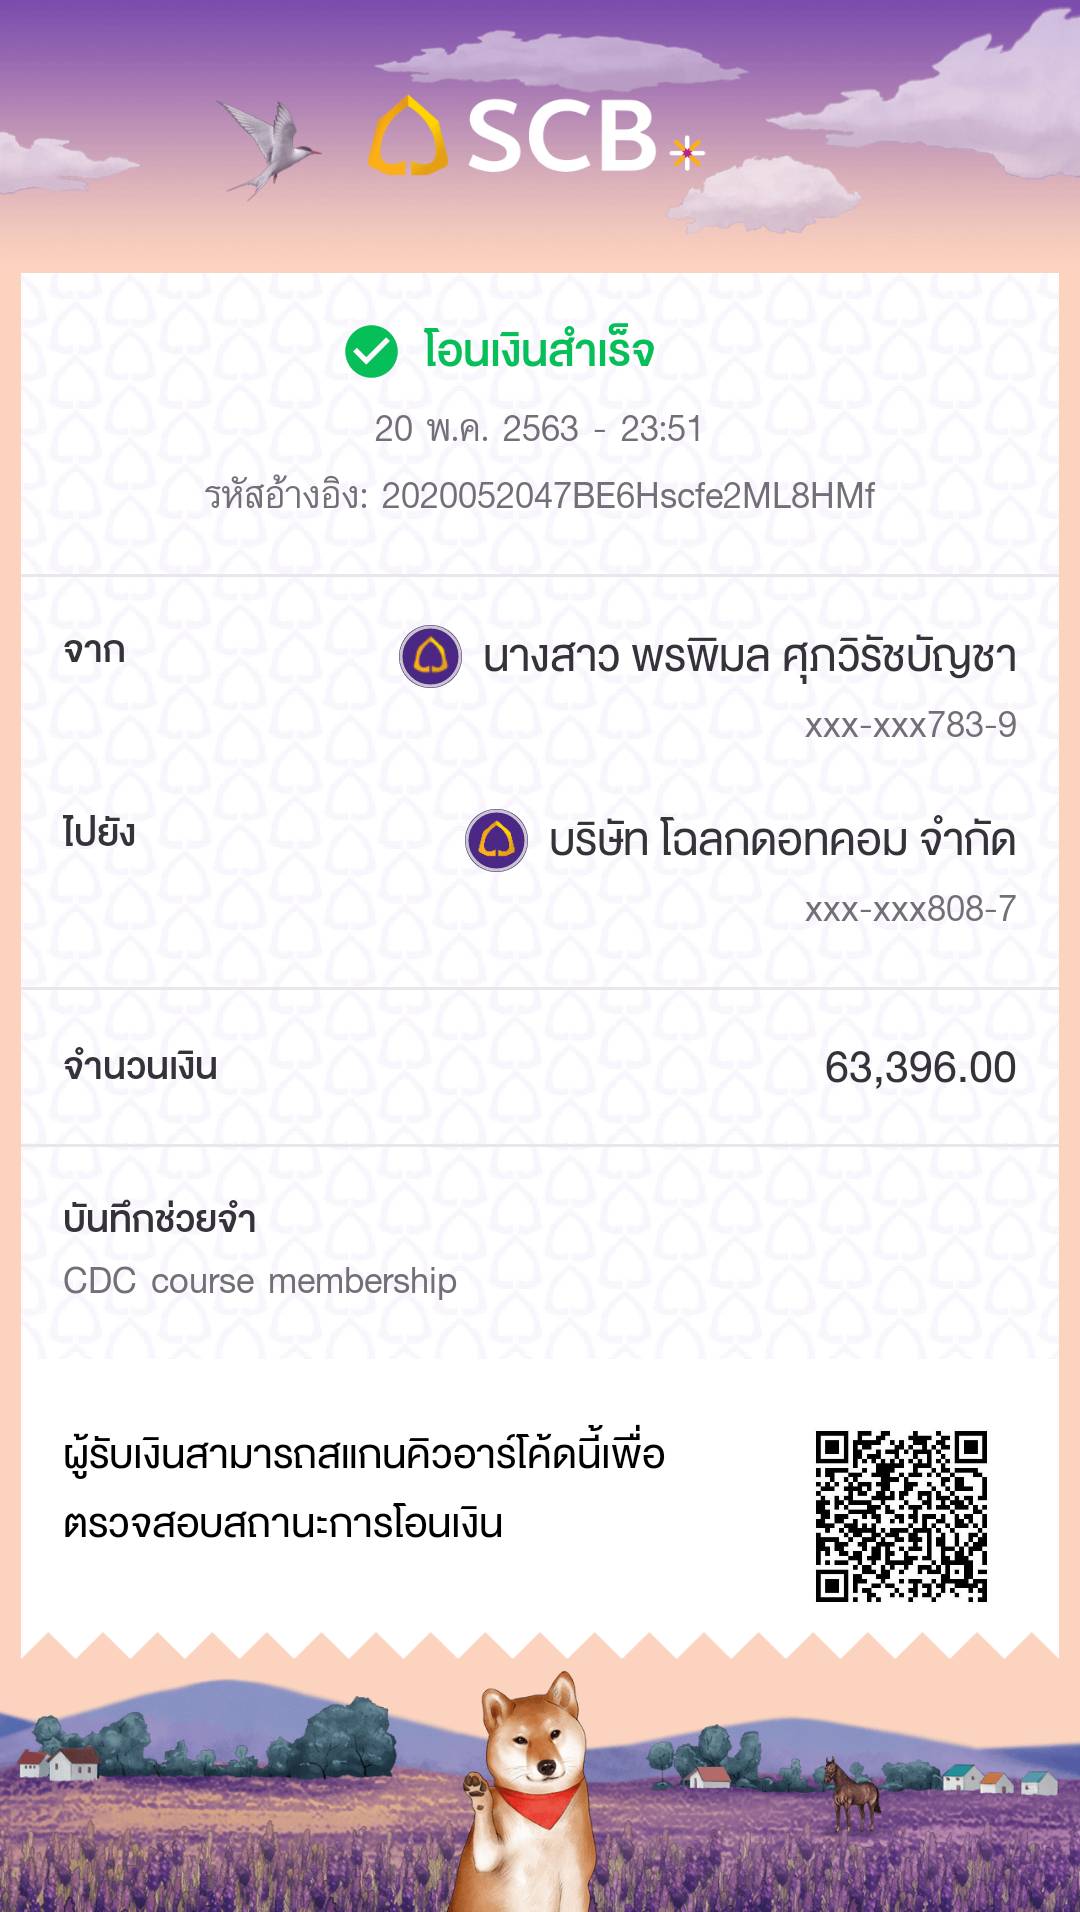 SCB
โอนเงินสำเร็จ
20 พ.ค. 2563 - 23:51
รหัสอ้างอิง: 2020052047BE6Hscfe2ML8HMf
จาก
นางสาว พรพิมล ศุภวิรัชบัญชา
xxx-xxx783-9
ไปยัง
บริษัท โฉลกดอทคอม จำกัด
xxx-xxx808-7
จำนวนเงิน
63,396.00
บันทึกช่วยจำ
CDC course membership
ผู้รับเงินสามารถสแกนคิวอาร์โค้ดนี้เพื่อ
ตรวจสอบสถานะการโอนเงิน